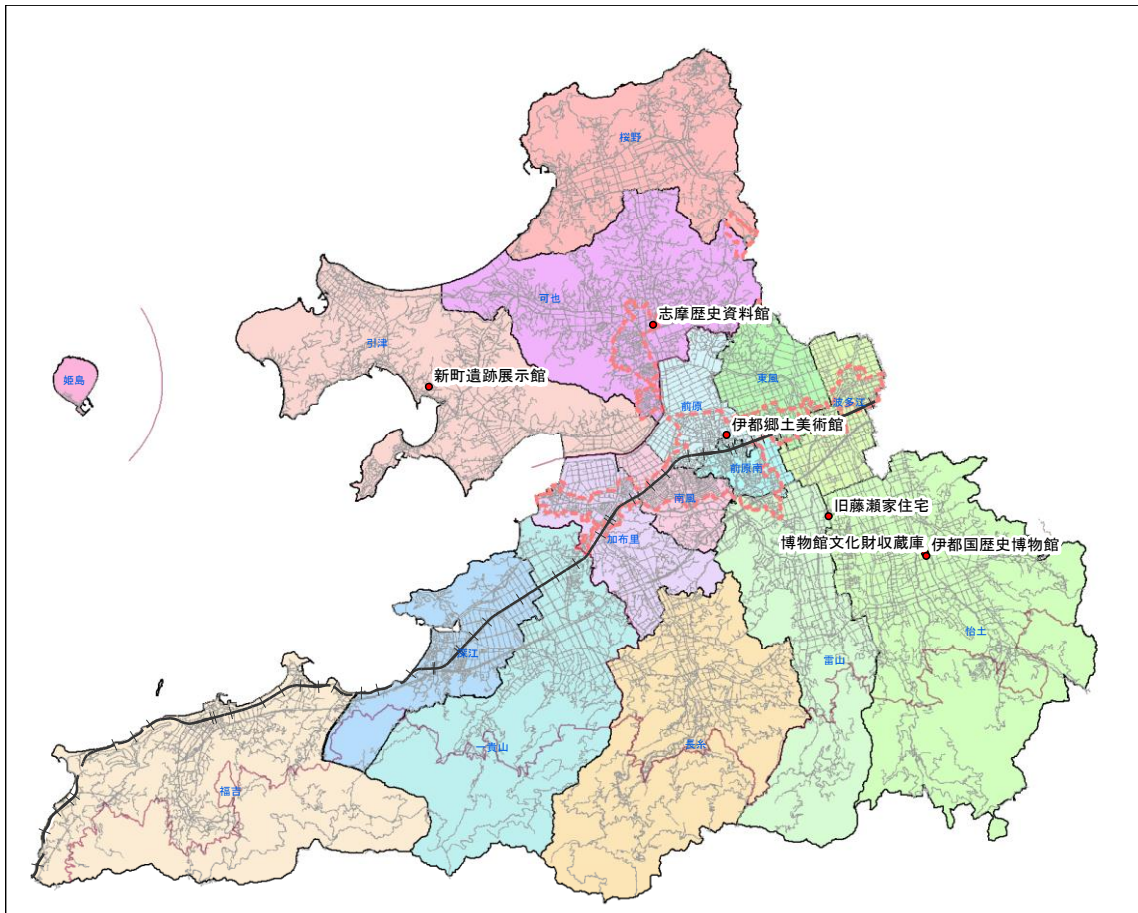 桜野
可也
志摩歴史資料館
引津
新町遺跡展示館
姫島
東風
波多江
前原
伊都郷土美術館
前原南
南風
旧藤瀬家住宅
加布里
博物館文化財収蔵庫
伊都国歴史博物館
怡土
深江
雷山
一貴山
長糸
福吉